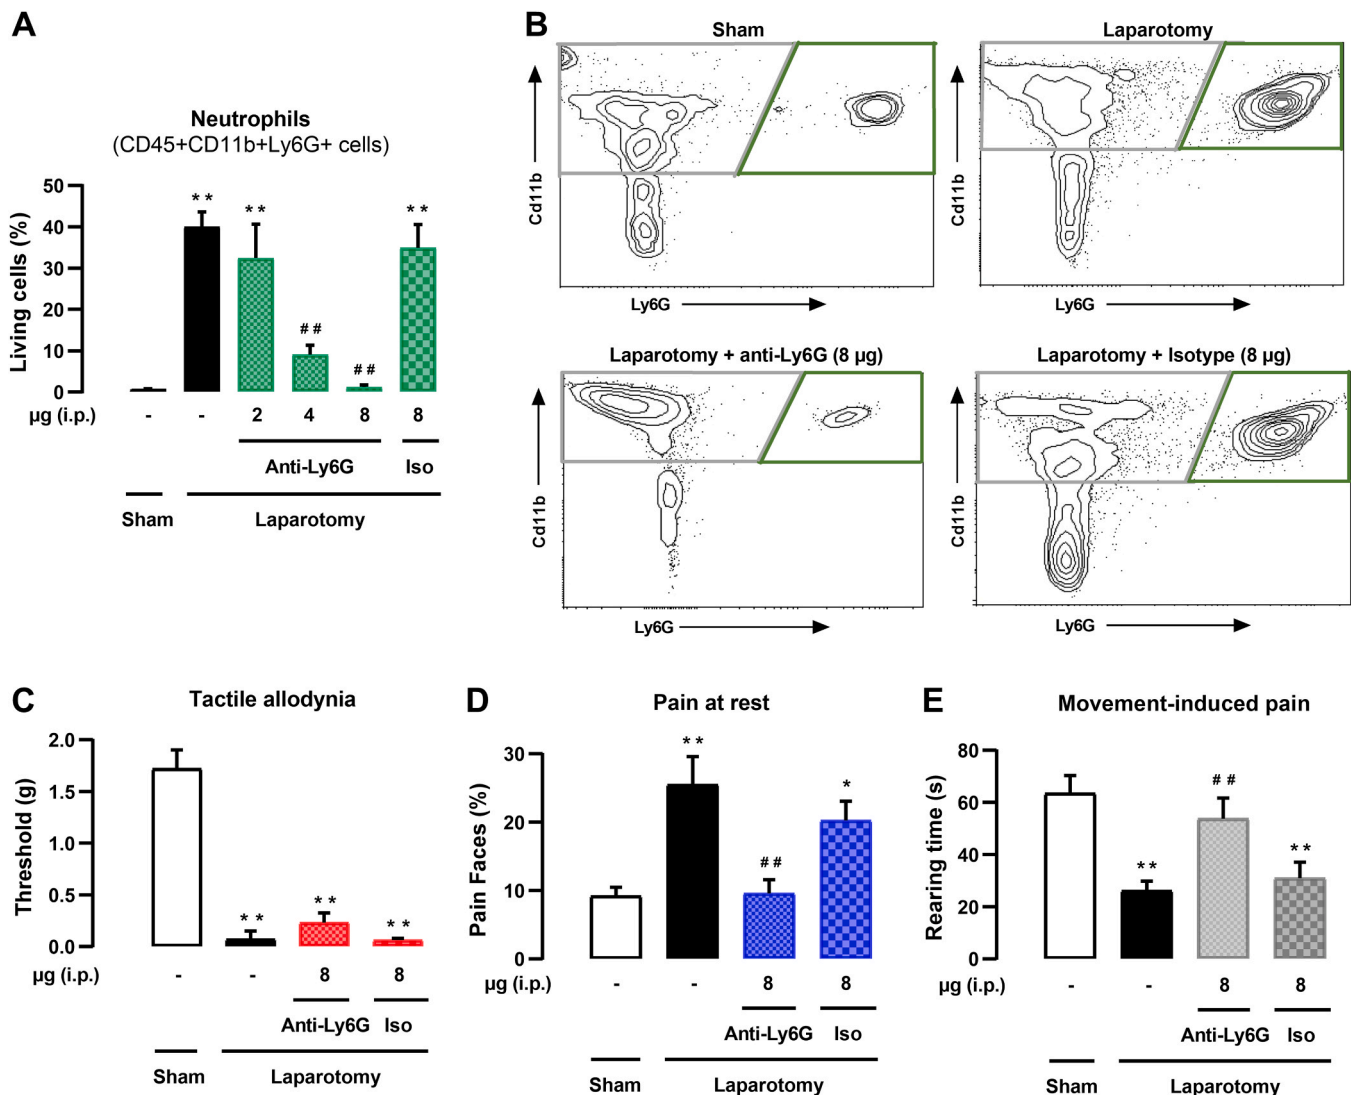 A
Neutrophils
(CD45+CD11b+Ly6G+ cells)
Living cells (%)
50
40
30
20
10
0
** ** ## ## **
µg (i.p.) - - 2 4 8 8
Anti-Ly6G Iso
Sham Laparotomy
B
Sham
Cd11b
Ly6G
Laparotomy
Cd11b
Ly6G
Laparotomy + anti-Ly6G (8 µg)
Cd11b
Ly6G
Laparotomy + Isotype (8 µg)
Cd11b
Ly6G
C
Tactile allodynia
Threshold (g)
2.0
1.5
1.0
0.5
0.0
** ** **
µg (i.p.) - - 8 8
Anti-Ly6G Iso
Sham Laparotomy
D
Pain at rest
Pain Faces (%)
30
20
10
0
** ## *
µg (i.p.) - - 8 8
Anti-Ly6G Iso
Sham Laparotomy
E
Movement-induced pain
Rearing time (s)
80
60
40
20
0
** ## **
µg (i.p.) - - 8 8
Anti-Ly6G Iso
Sham Laparotomy